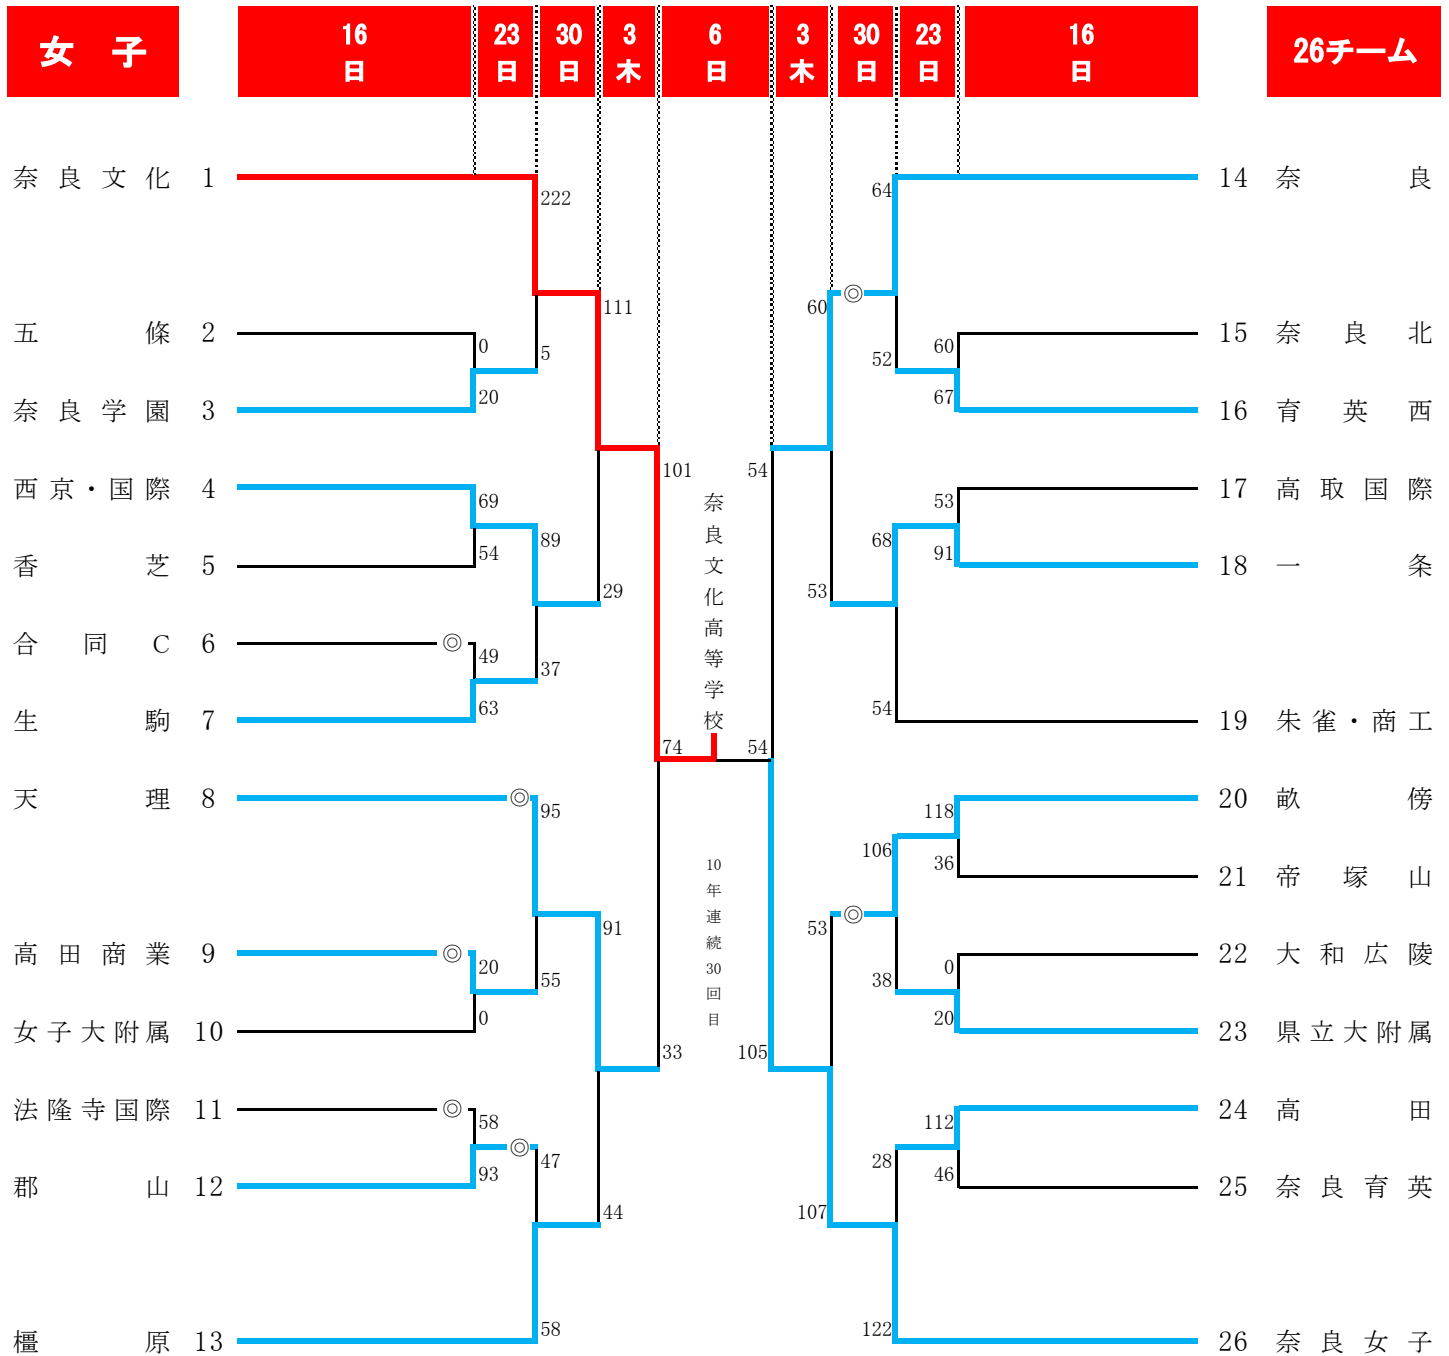 女 子
16
日
23
日
30
日
3
木
6
日
3
木
30
日
23
日
16
日
26チーム
奈良文化 1
五條 2
奈良学園 3
西京・国際 4
香芝 5
合同C 6
生駒 7
天理 8
高田商業 9
女子大附属 10
法隆寺国際 11
郡山 12
橿原 13
222
5
0
20
69
54
89
37
◎
49
63
111
29
◎
95
55
◎
20
0
◎
58
93
◎
47
58
91
44
101
33
74
奈良文化高等学校
10年連続30回目
54
54
105
60
53
◎
64
52
60
67
68
54
53
91
53
107
◎
106
38
118
36
0
20
28
122
112
46
14 奈良
15 奈良北
16 育英西
17 高取国際
18 一条
19 朱雀・商工
20 畝傍
21 帝塚山
22 大和広陵
23 県立大附属
24 高田
25 奈良育英
26 奈良女子